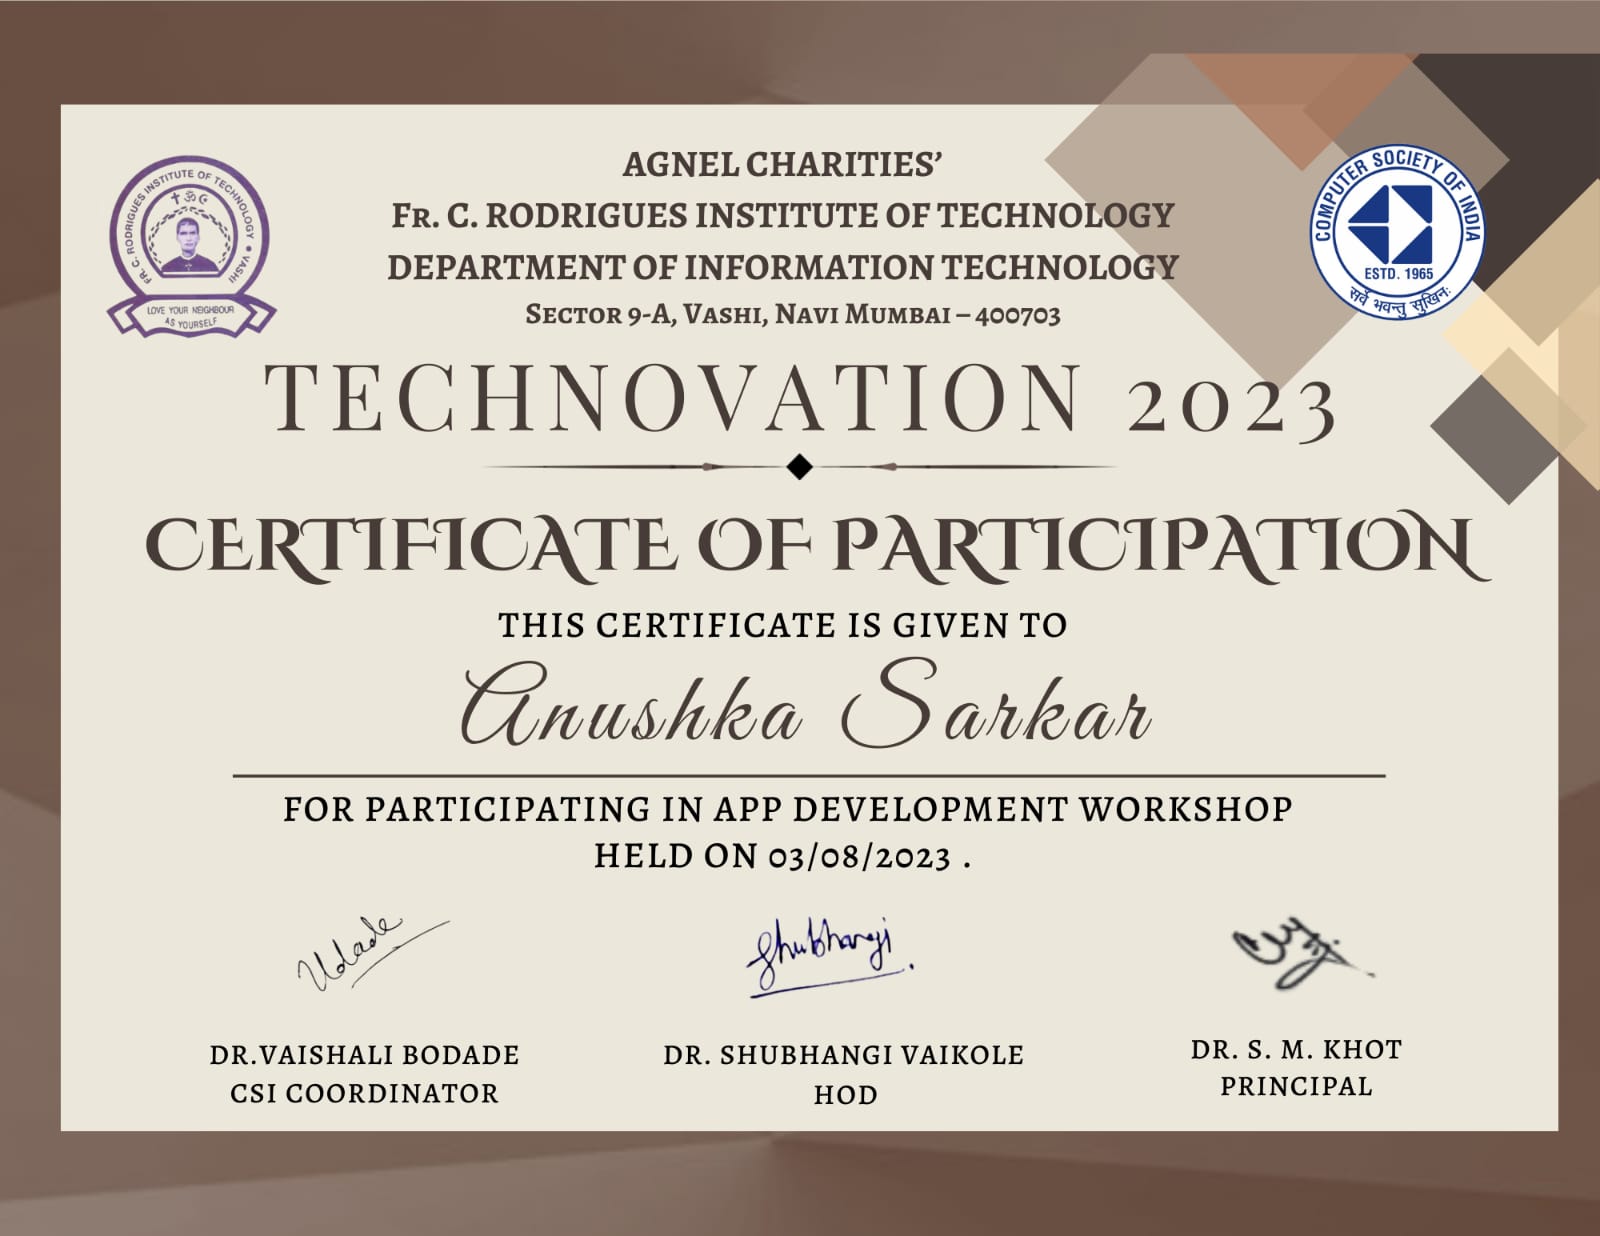 AGNEL CHARITIES’
FR. C. RODRIGUES INSTITUTE OF TECHNOLOGY
DEPARTMENT OF INFORMATION TECHNOLOGY
SECTOR 9-A, VASHI, NAVI MUMBAI – 400703
FR. C. RODRIGUES INSTITUTE OF TECHNOLOGY • VASHI
LOVE YOUR NEIGHBOUR
AS YOURSELF
COMPUTER SOCIETY OF INDIA
ESTD. 1965
सर्वे भवन्तु सुखिनः
TECHNOVATION 2023
CERTIFICATE OF PARTICIPATION
THIS CERTIFICATE IS GIVEN TO
Anushka Sarkar
FOR PARTICIPATING IN APP DEVELOPMENT WORKSHOP
HELD ON 03/08/2023 .
Shubhangi
DR.VAISHALI BODADE
CSI COORDINATOR
DR. SHUBHANGI VAIKOLE
HOD
DR. S. M. KHOT
PRINCIPAL